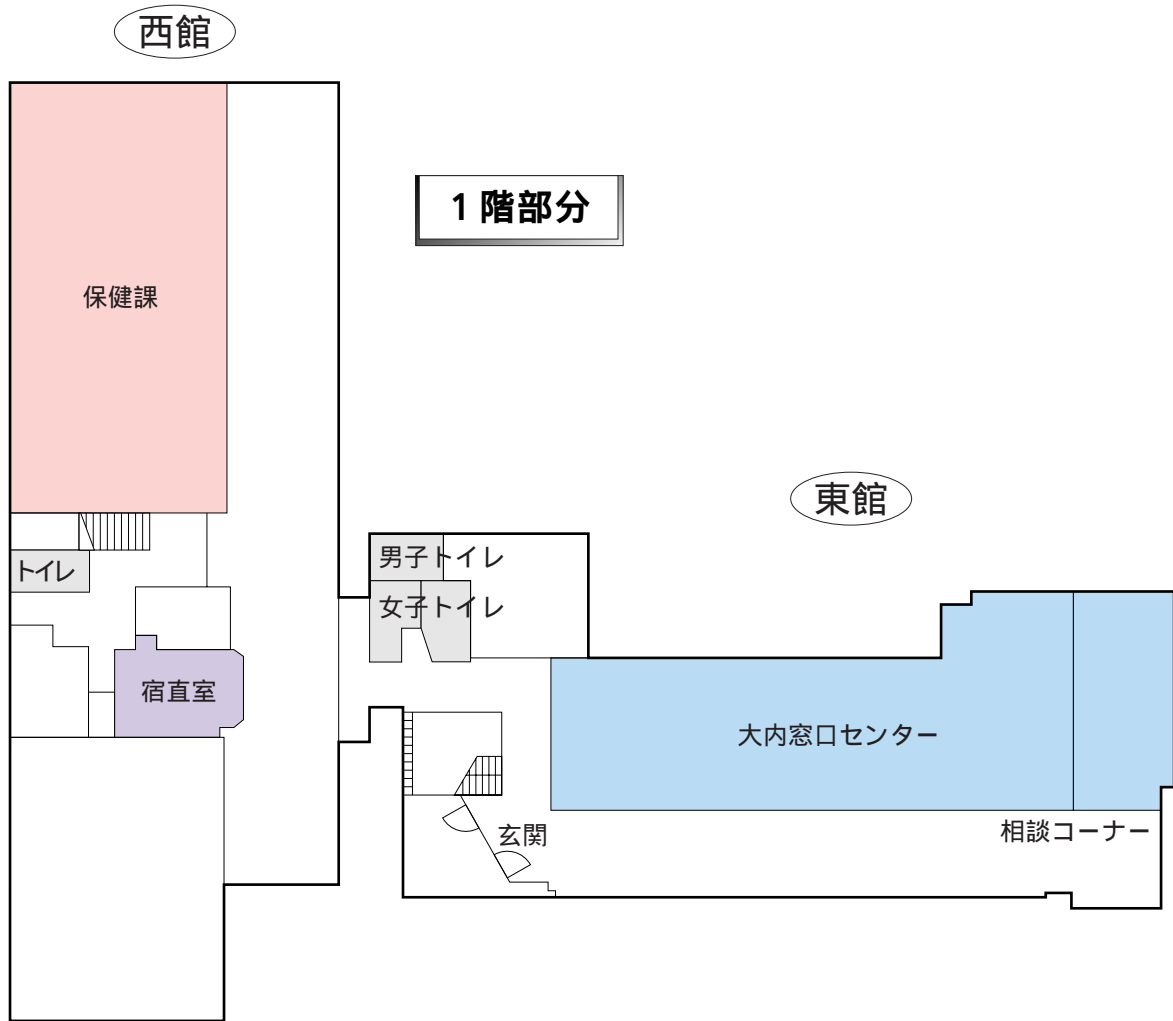 西館
1階部分
保健課
東館
男子トイレ
トイレ
女子トイレ
宿直室
大内窓口センター
玄関
相談コーナー